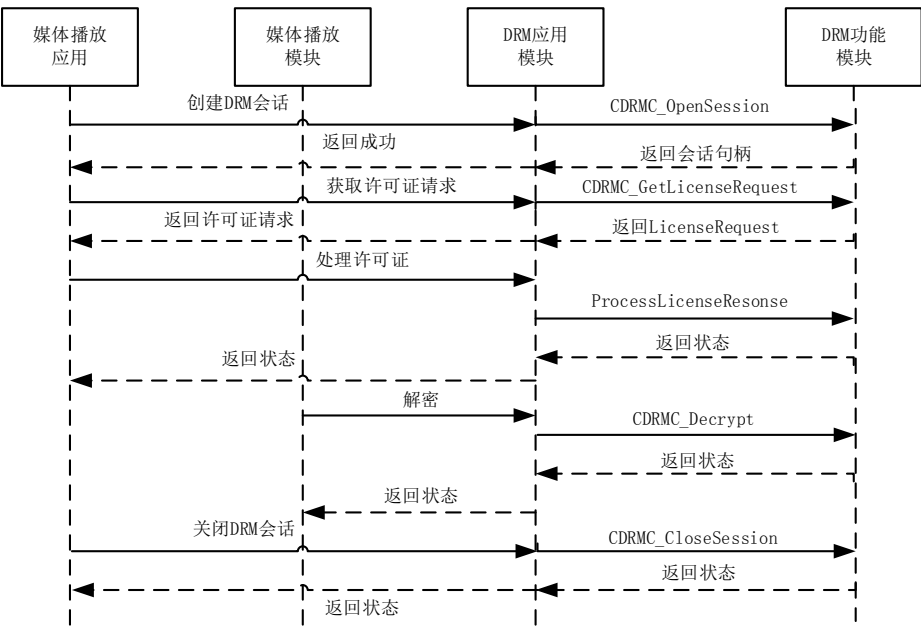 媒体播放
应用
媒体播放
模块
DRM应用
模块
DRM功能
模块
创建DRM会话
CDRMC_OpenSession
返回成功
返回会话句柄
获取许可证请求
CDRMC_GetLicenseRequest
返回许可证请求
返回LicenseRequest
处理许可证
ProcessLicenseResonse
返回状态
返回状态
解密
CDRMC_Decrypt
返回状态
返回状态
关闭DRM会话
CDRMC_CloseSession
返回状态
返回状态